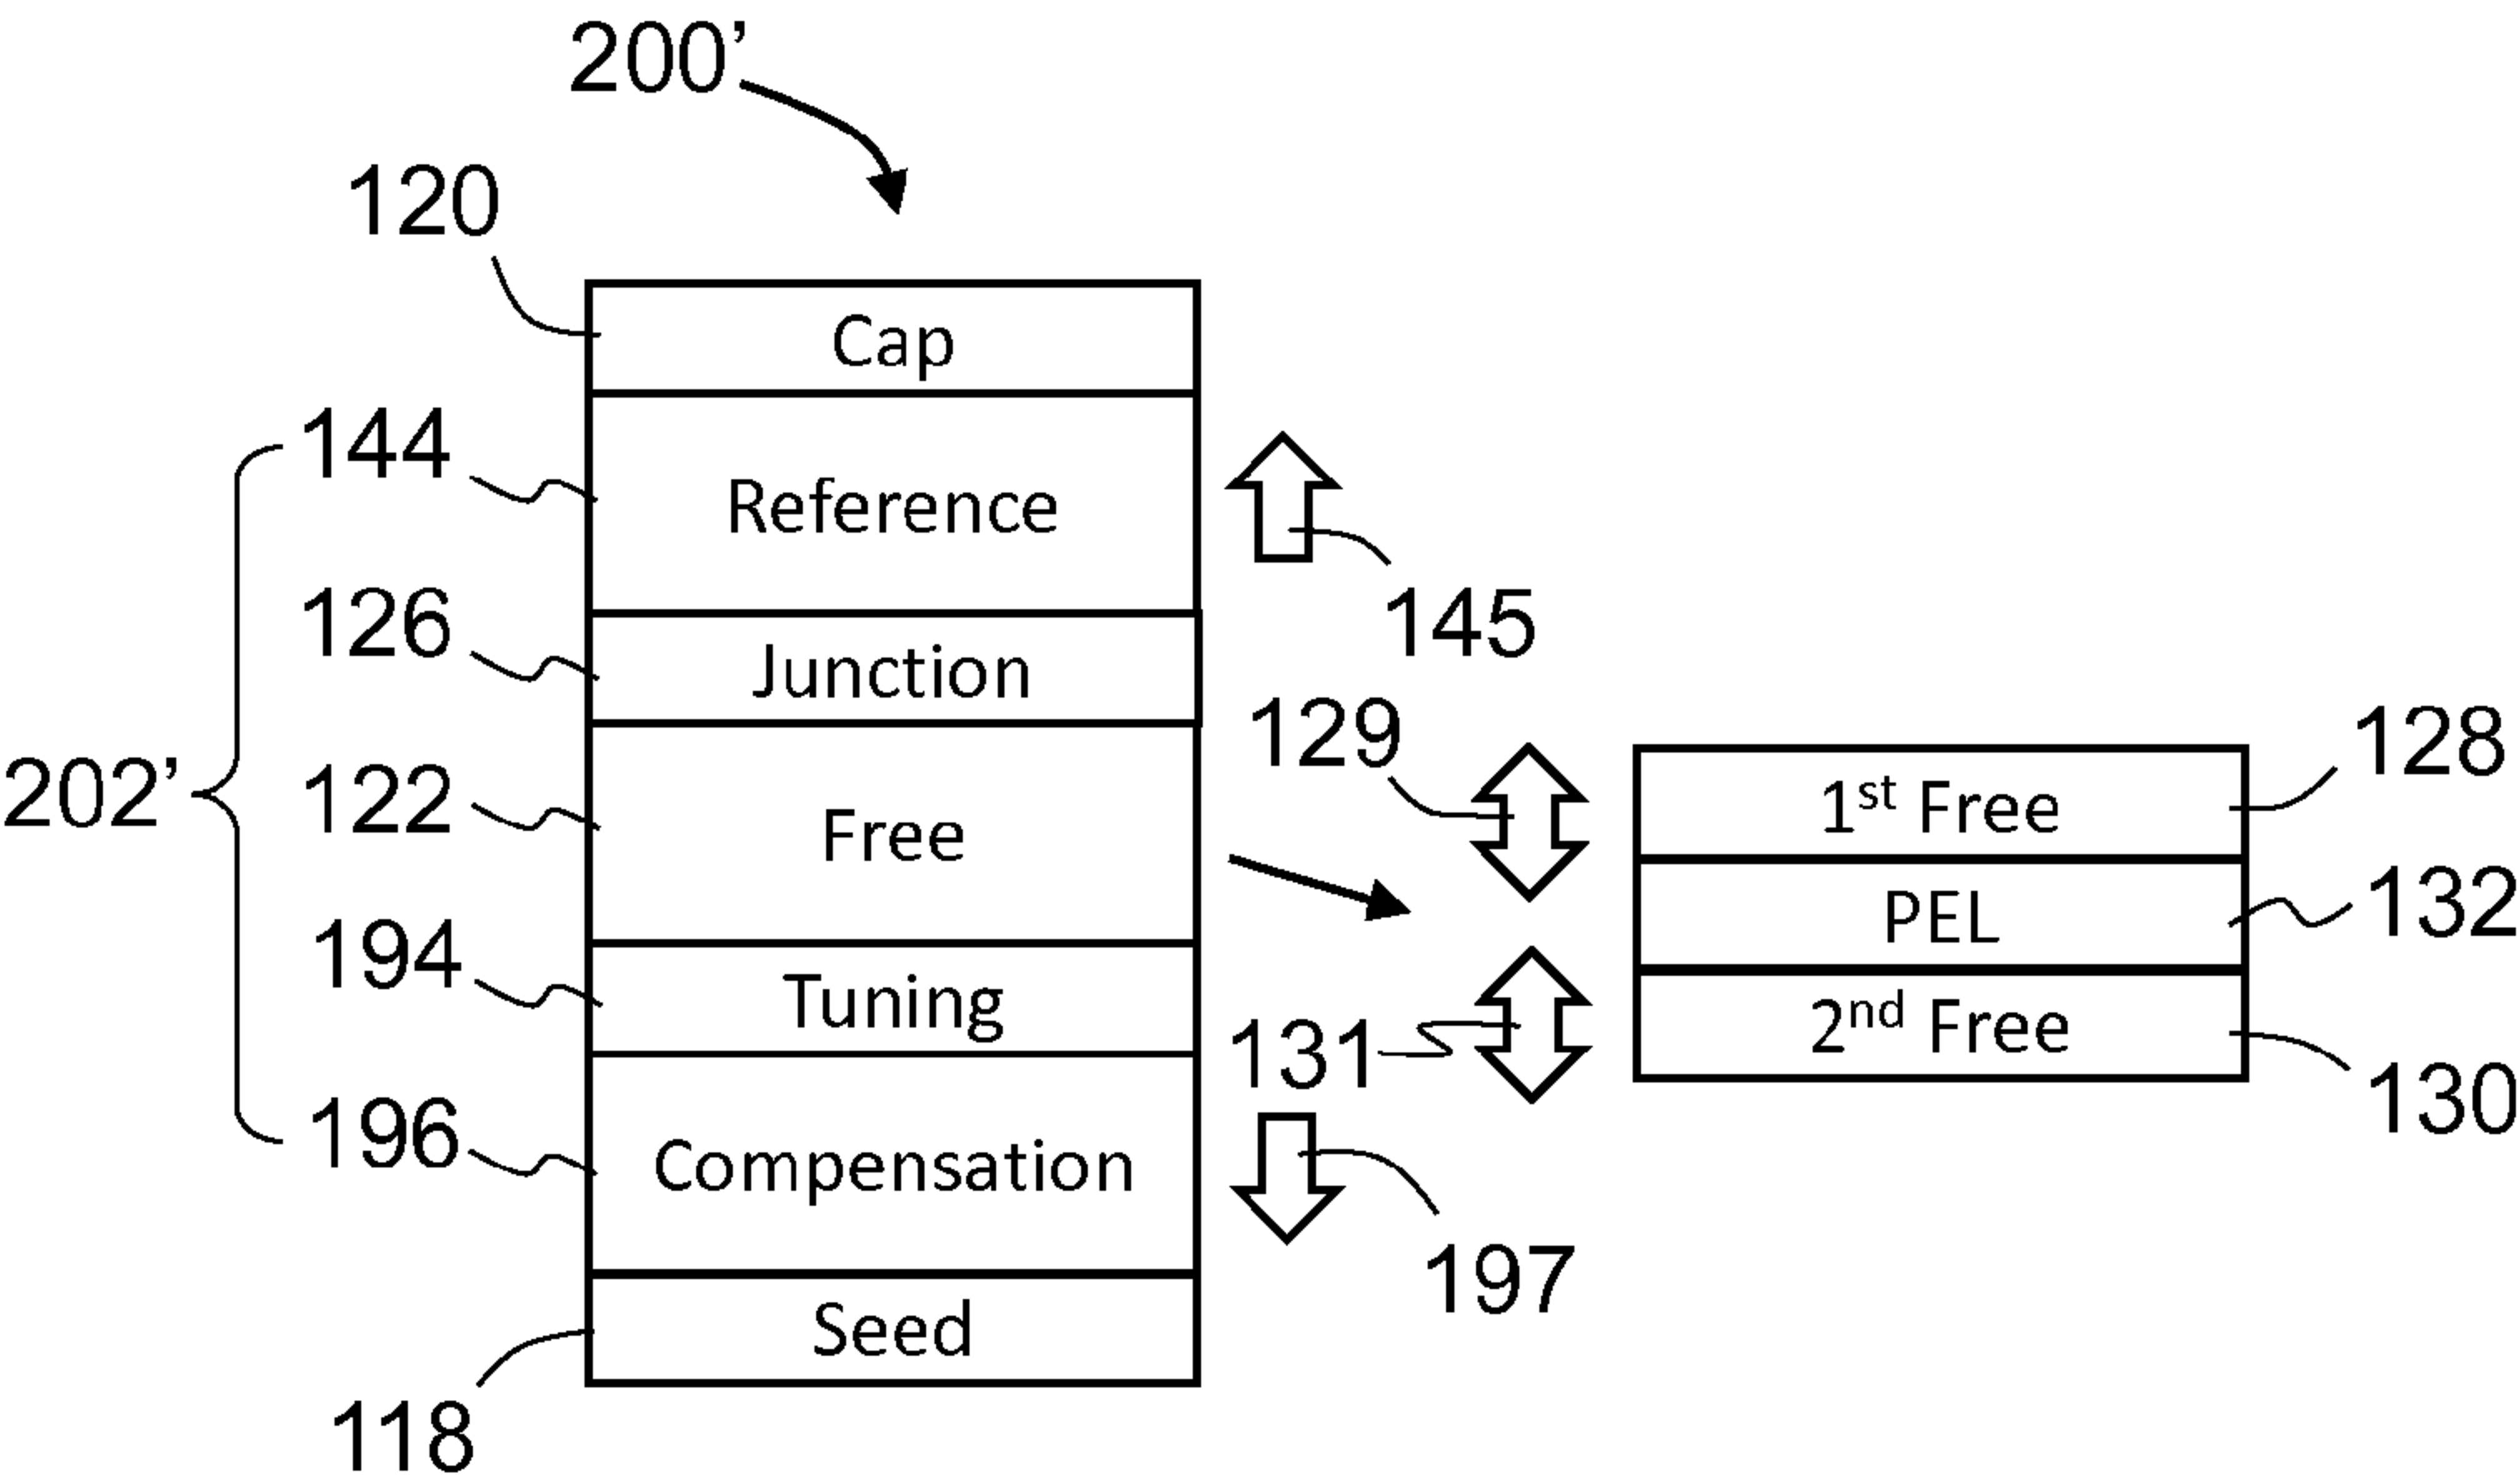 200’
120
Cap
144
Reference
145
126
Junction
129
128
1st Free
202’
122
Free
132
PEL
194
Tuning
131
2nd Free
130
196
Compensation
197
Seed
118